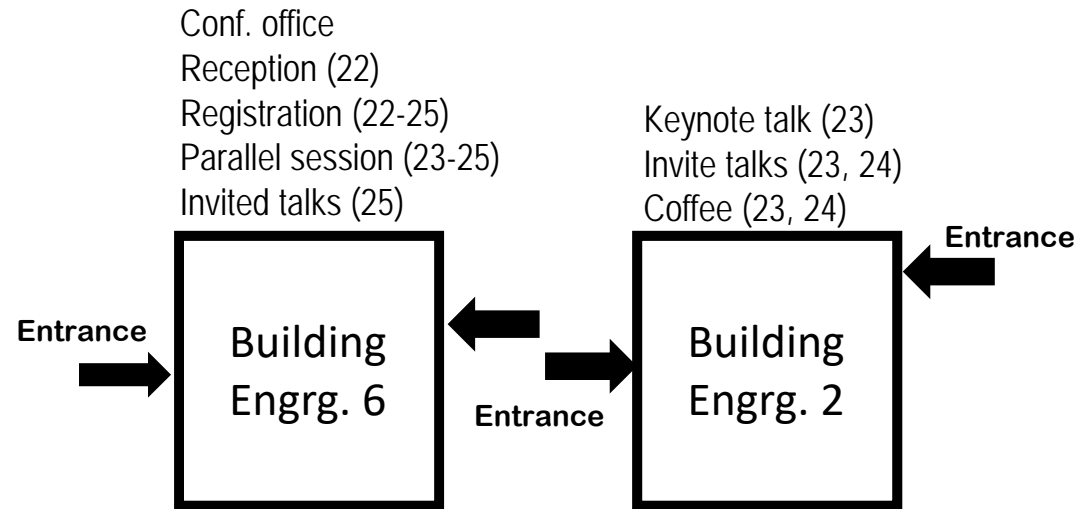 Conf. office
Reception (22)
Registration (22-25)
Parallel session (23-25)
Invited talks (25)
Keynote talk (23)
Invite talks (23, 24)
Coffee (23, 24)
Entrance
Entrance
Building
Engrg. 6
Entrance
Building
Engrg. 2